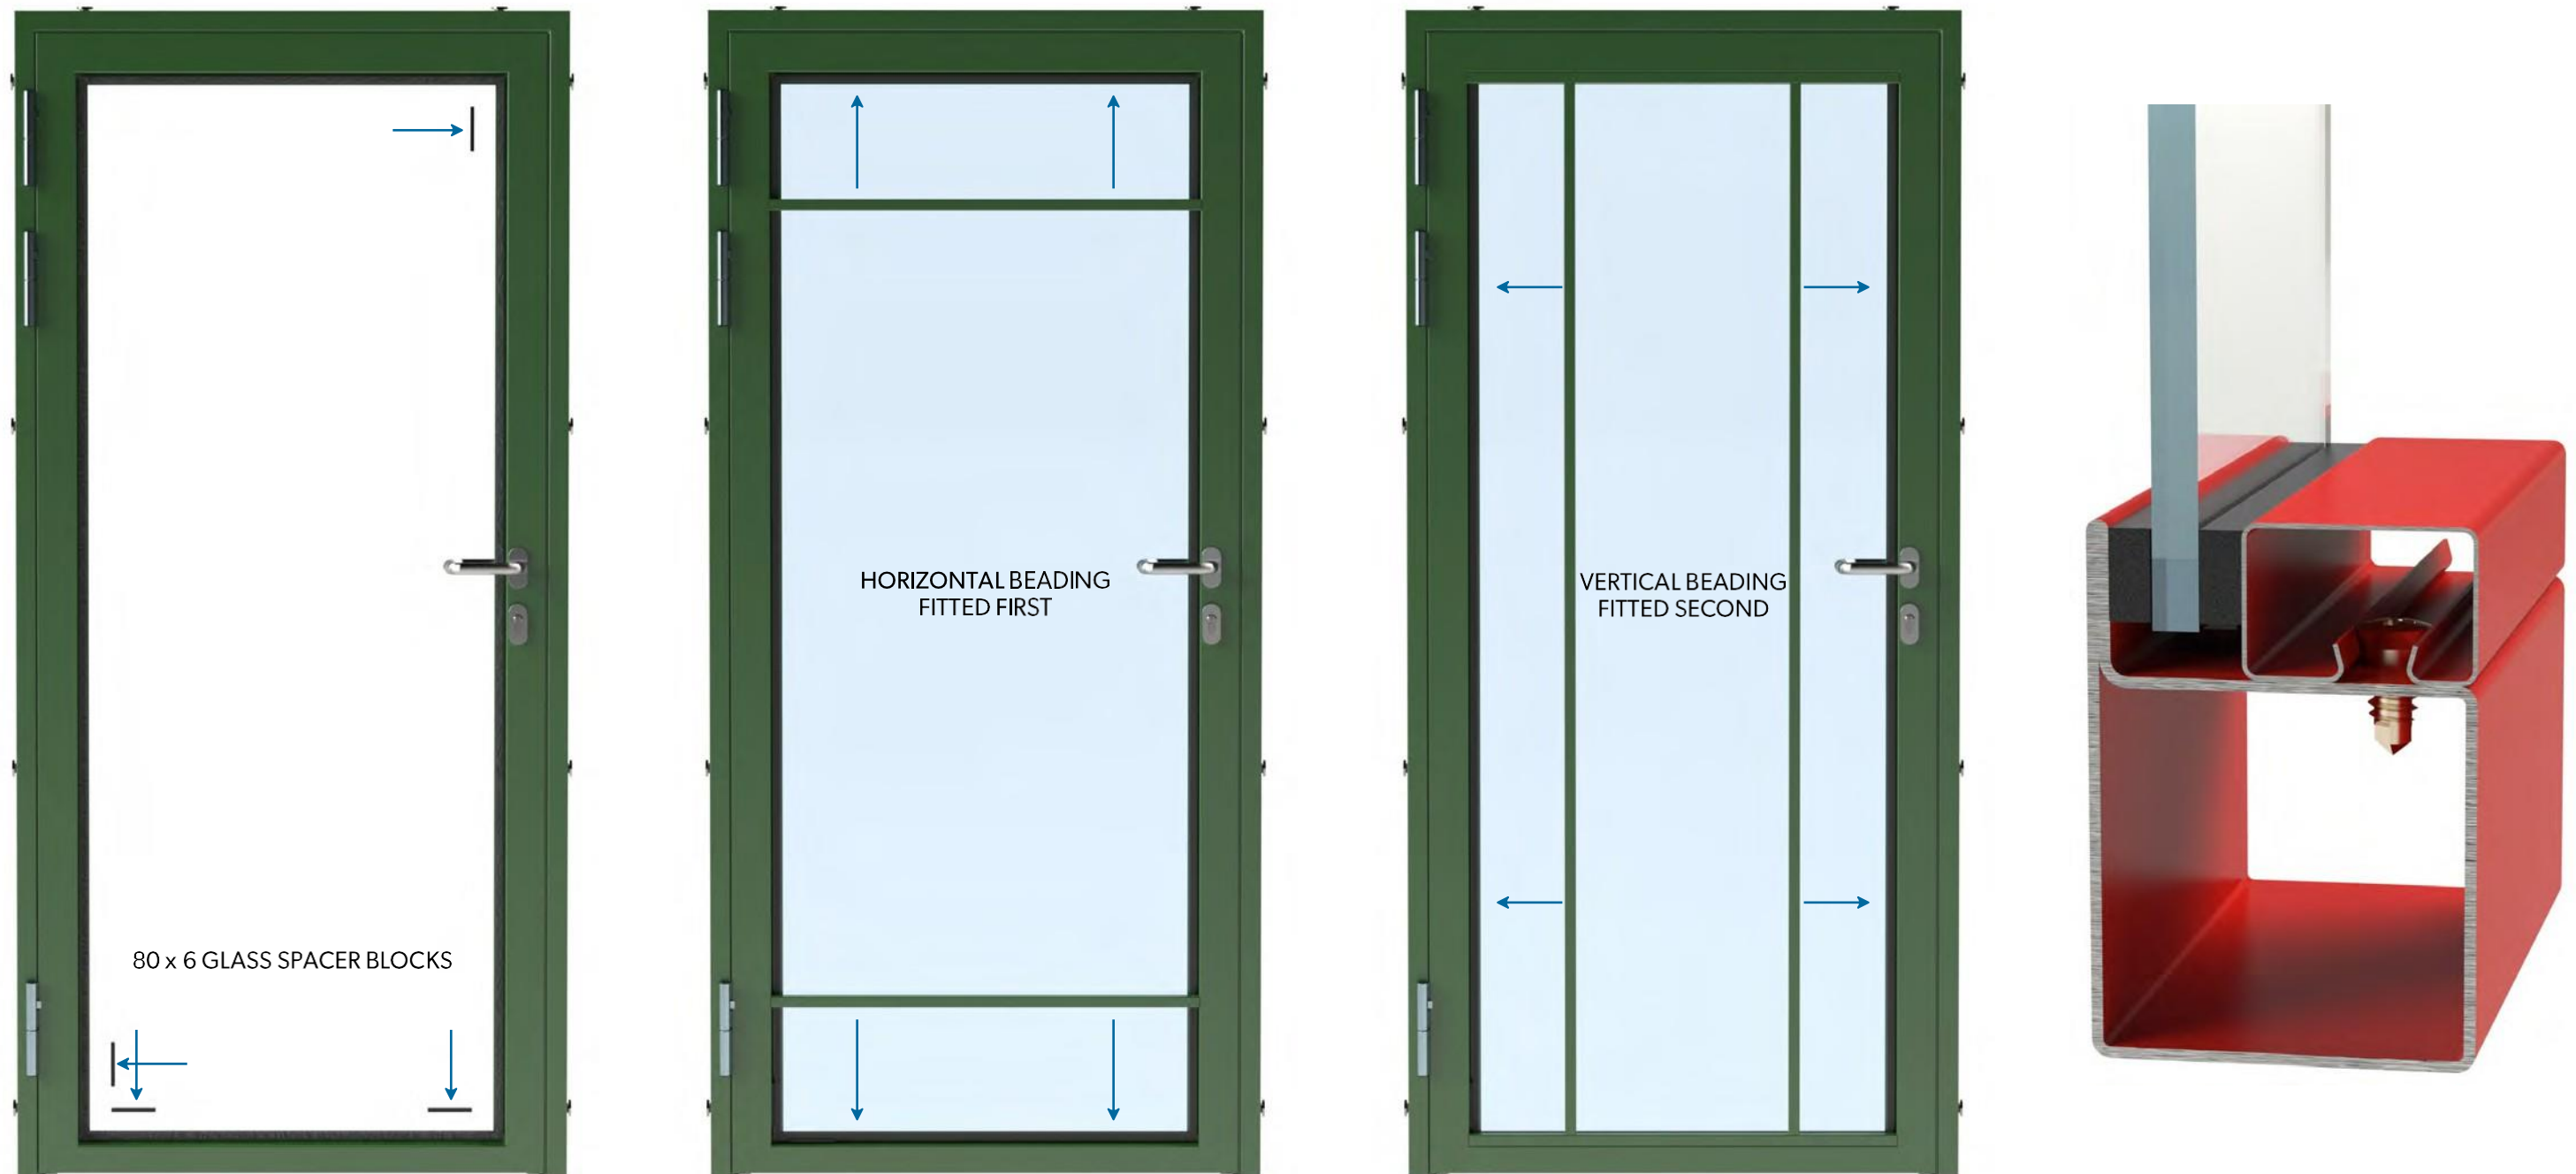 80 x 6 GLASS SPACER BLOCKS
HORIZONTAL BEADING
FITTED FIRST
VERTICAL BEADING
FITTED SECOND